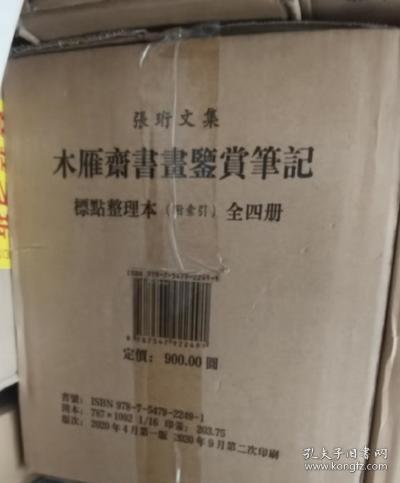 張珩文集
木雁齋書畫鑒賞筆記
標點整理本（附索引）全四册
ISBN 978-7-5479-2249-1
9 787547 922491
定價：900.00 圓
書號：ISBN 978-7-5479-2249-1
開本：787×1092 1/16 印張：203.75
版次：2020年4月第一版 2020年9月第二次印刷
孔夫子旧书网
www.kongfz.com